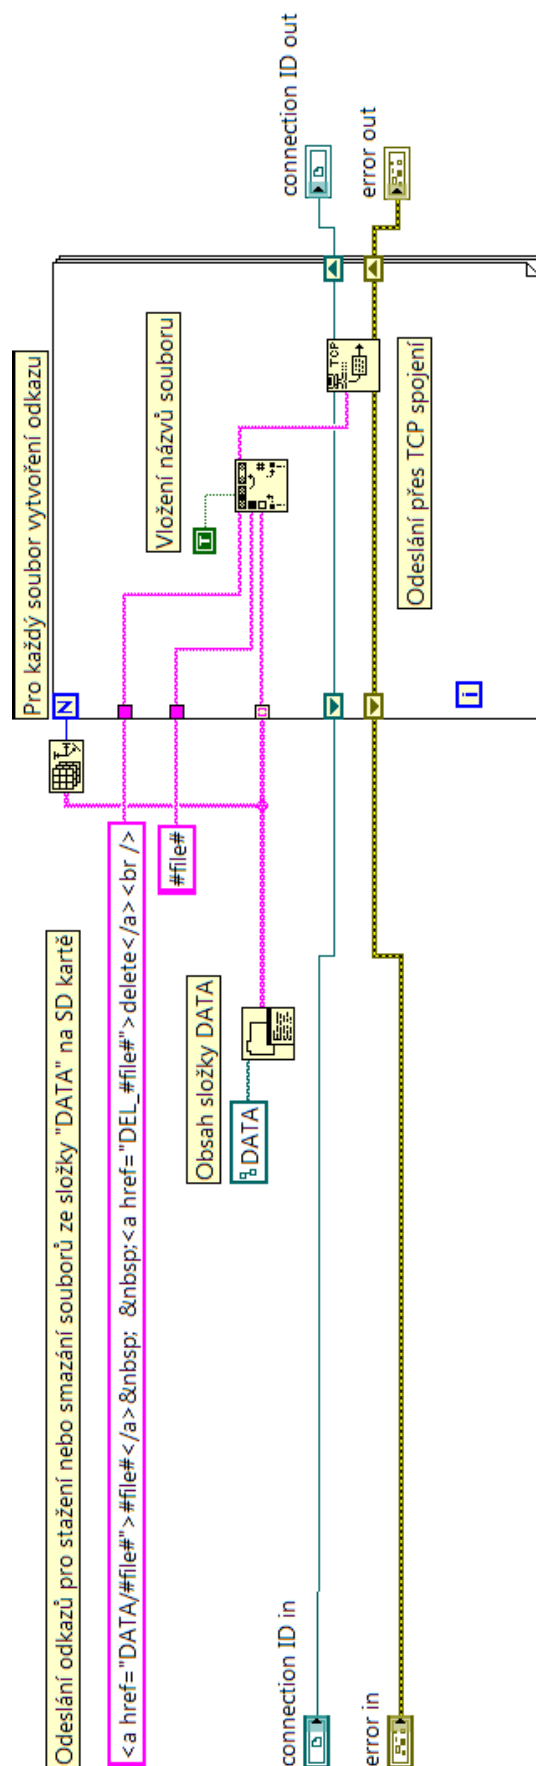 Odeslání odkazů pro stažení nebo smazání souborů ze složky "DATA" na SD kartě
Pro každý soubor vytvoření odkazu
N
<a href="DATA/#file#">#file#</a>&nbsp; &nbsp;<a href="DEL_#file#">delete</a><br />
#file#
Vložení názvů souboru
T
Obsah složky DATA
DATA
connection ID in
connection ID out
TCP
error in
error out
Odeslání přes TCP spojení
i